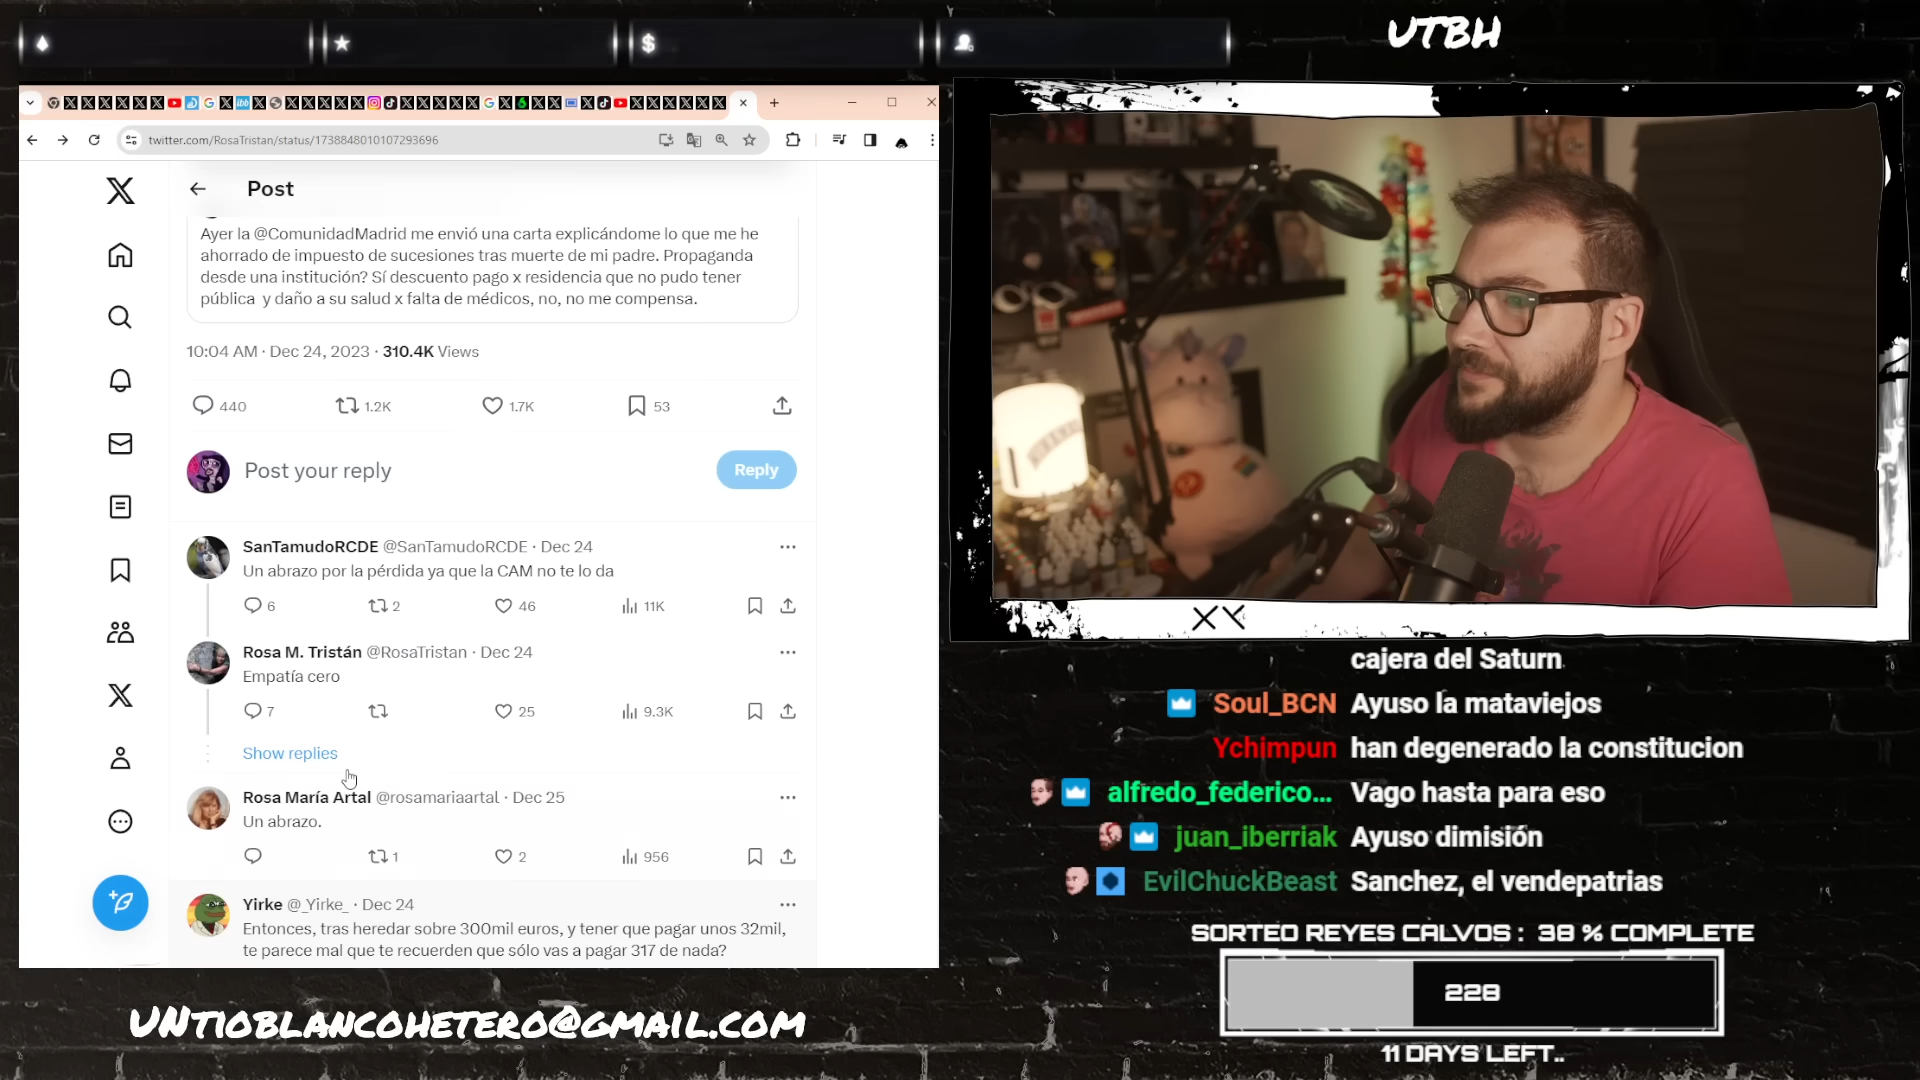 UTBH
twitter.com/RosaTristan/status/1738848010107293696
Post
Ayer la @ComunidadMadrid me envió una carta explicándome lo que me he
ahorrado de impuesto de sucesiones tras muerte de mi padre. Propaganda
desde una institución? Sí descuento pago x residencia que no pudo tener
pública y daño a su salud x falta de médicos, no, no me compensa.
10:04 AM · Dec 24, 2023 · 310.4K Views
440 1.2K 1.7K 53
Post your reply
Reply
SanTamudoRCDE @SanTamudoRCDE · Dec 24
Un abrazo por la pérdida ya que la CAM no te lo da
6 2 46 11K
Rosa M. Tristán @RosaTristan · Dec 24
Empatía cero
7 25 9.3K
Show replies
Rosa María Artal @rosamariaartal · Dec 25
Un abrazo.
1 2 956
Yirke @_Yirke_ · Dec 24
Entonces, tras heredar sobre 300mil euros, y tener que pagar unos 32mil,
te parece mal que te recuerden que sólo vas a pagar 317 de nada?
UNTIOBLANCOHETERO@GMAIL.COM
cajera del Saturn
Soul_BCN Ayuso la mataviejos
Ychimpun han degenerado la constitucion
alfredo_federico... Vago hasta para eso
juan_iberriak Ayuso dimisión
EvilChuckBeast Sanchez, el vendepatrias
SORTEO REYES CALVOS : 38 % COMPLETE
228
11 DAYS LEFT..